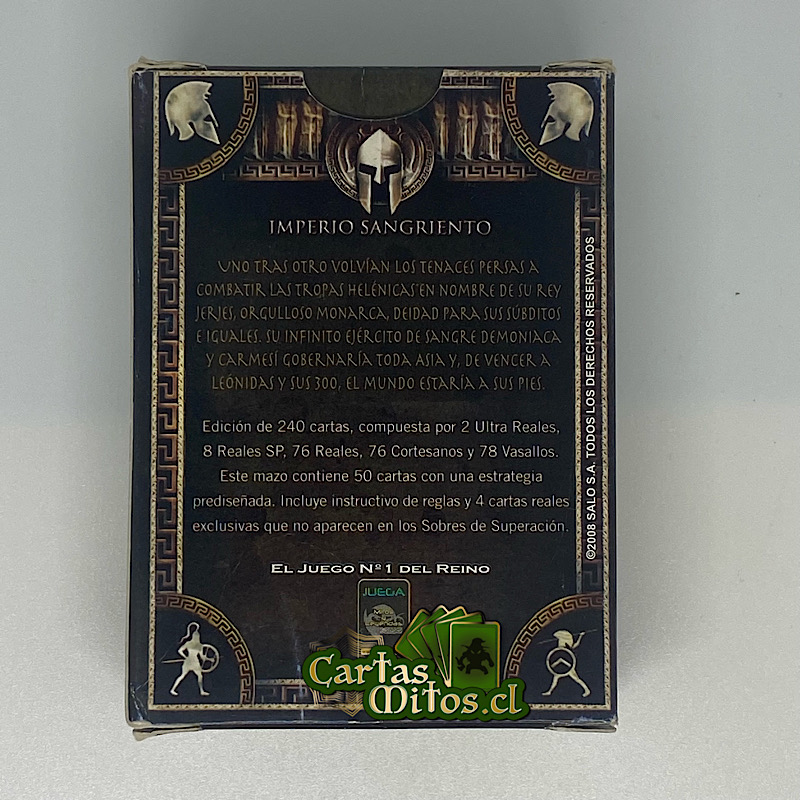 IMPERIO SANGRIENTO
UNO TRAS OTRO VOLVÍAN LOS TENACES PERSAS A
COMBATIR LAS TROPAS HELÉNICAS EN NOMBRE DE SU REY
JERJES, ORGULLOSO MONARCA, DEIDAD PARA SUS SÚBDITOS
E IGUALES. SU INFINITO EJÉRCITO DE SANGRE DEMONIACA
Y CARMESÍ GOBERNARÍA TODA ASIA Y, DE VENCER A
LEÓNIDAS Y SUS 300, EL MUNDO ESTARÍA A SUS PIES.
Edición de 240 cartas, compuesta por 2 Ultra Reales,
8 Reales SP, 76 Reales, 76 Cortesanos y 78 Vasallos.
Este mazo contiene 50 cartas con una estrategia
prediseñada. Incluye instructivo de reglas y 4 cartas reales
exclusivas que no aparecen en los Sobres de Superación.
EL JUEGO Nº1 DEL REINO
JUEGA
Cartas
Mitos.cl
©2008 SALO S.A. TODOS LOS DERECHOS RESERVADOS